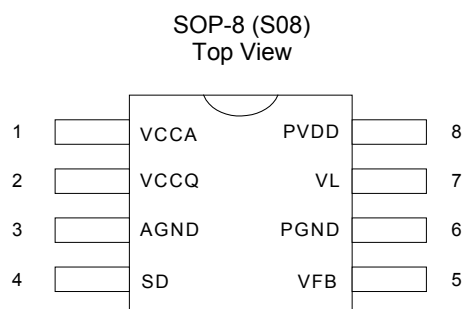 SOP-8 (S08)
Top View
1 VCCA PVDD 8
2 VCCQ VL 7
3 AGND PGND 6
4 SD VFB 5